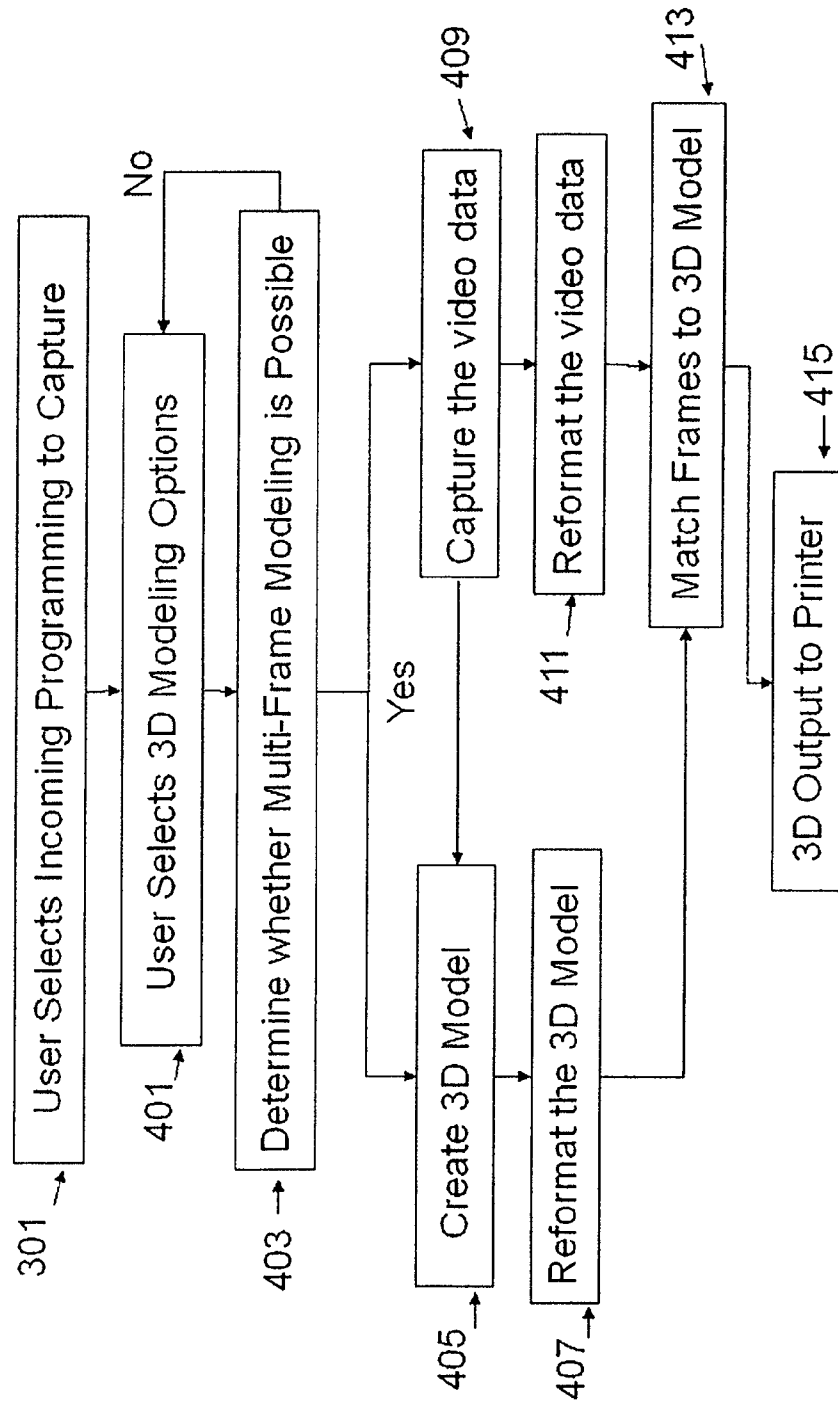 301
User Selects Incoming Programming to Capture
401
User Selects 3D Modeling Options
No
403
Determine whether Multi-Frame Modeling is Possible
Yes
405
Create 3D Model
Capture the video data
409
407
Reformat the 3D Model
411
Reformat the video data
Match Frames to 3D Model
413
3D Output to Printer
415